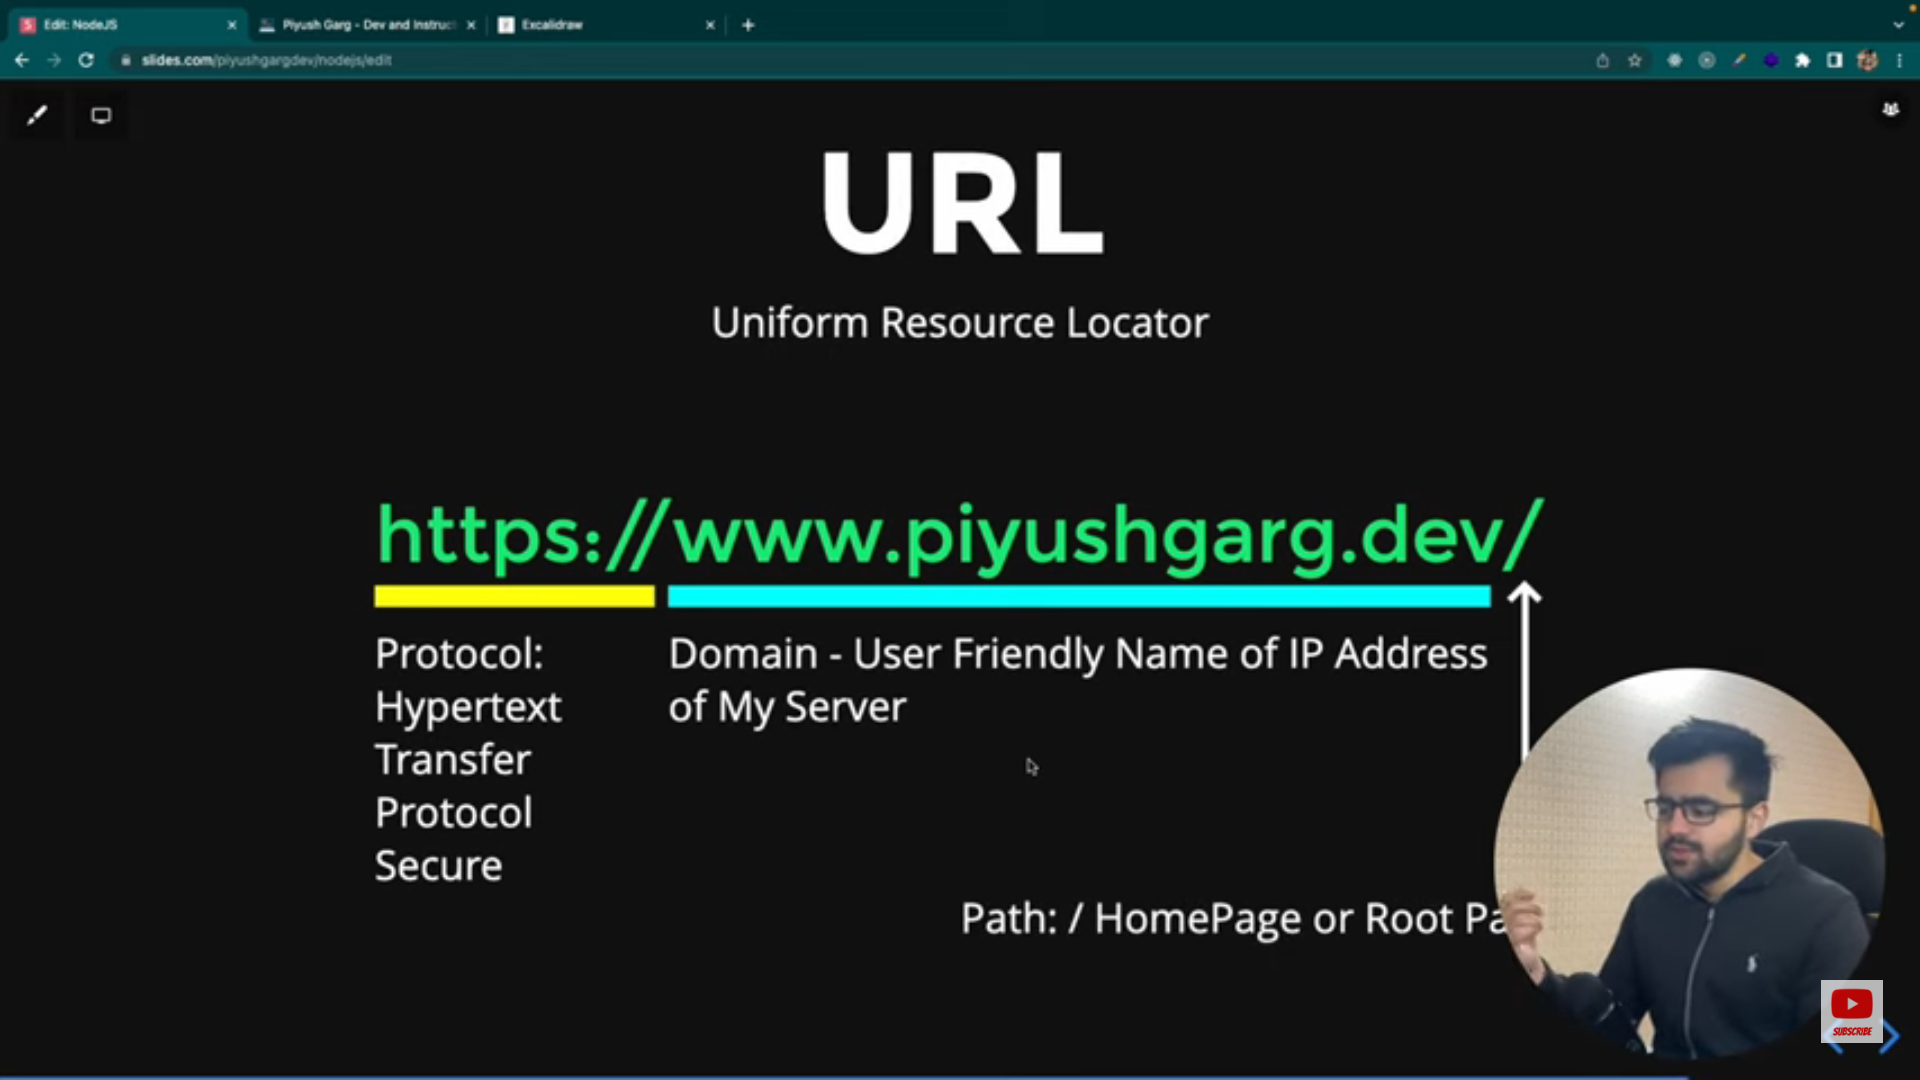 Edit: NodeJS
Piyush Garg - Dev and Instruct
Excalidraw
slides.com/piyushgargdev/nodejs/edit
URL
Uniform Resource Locator
https://www.piyushgarg.dev/
Protocol:
Hypertext
Transfer
Protocol
Secure
Domain - User Friendly Name of IP Address
of My Server
Path: / HomePage or Root Pa
SUBSCRIBE